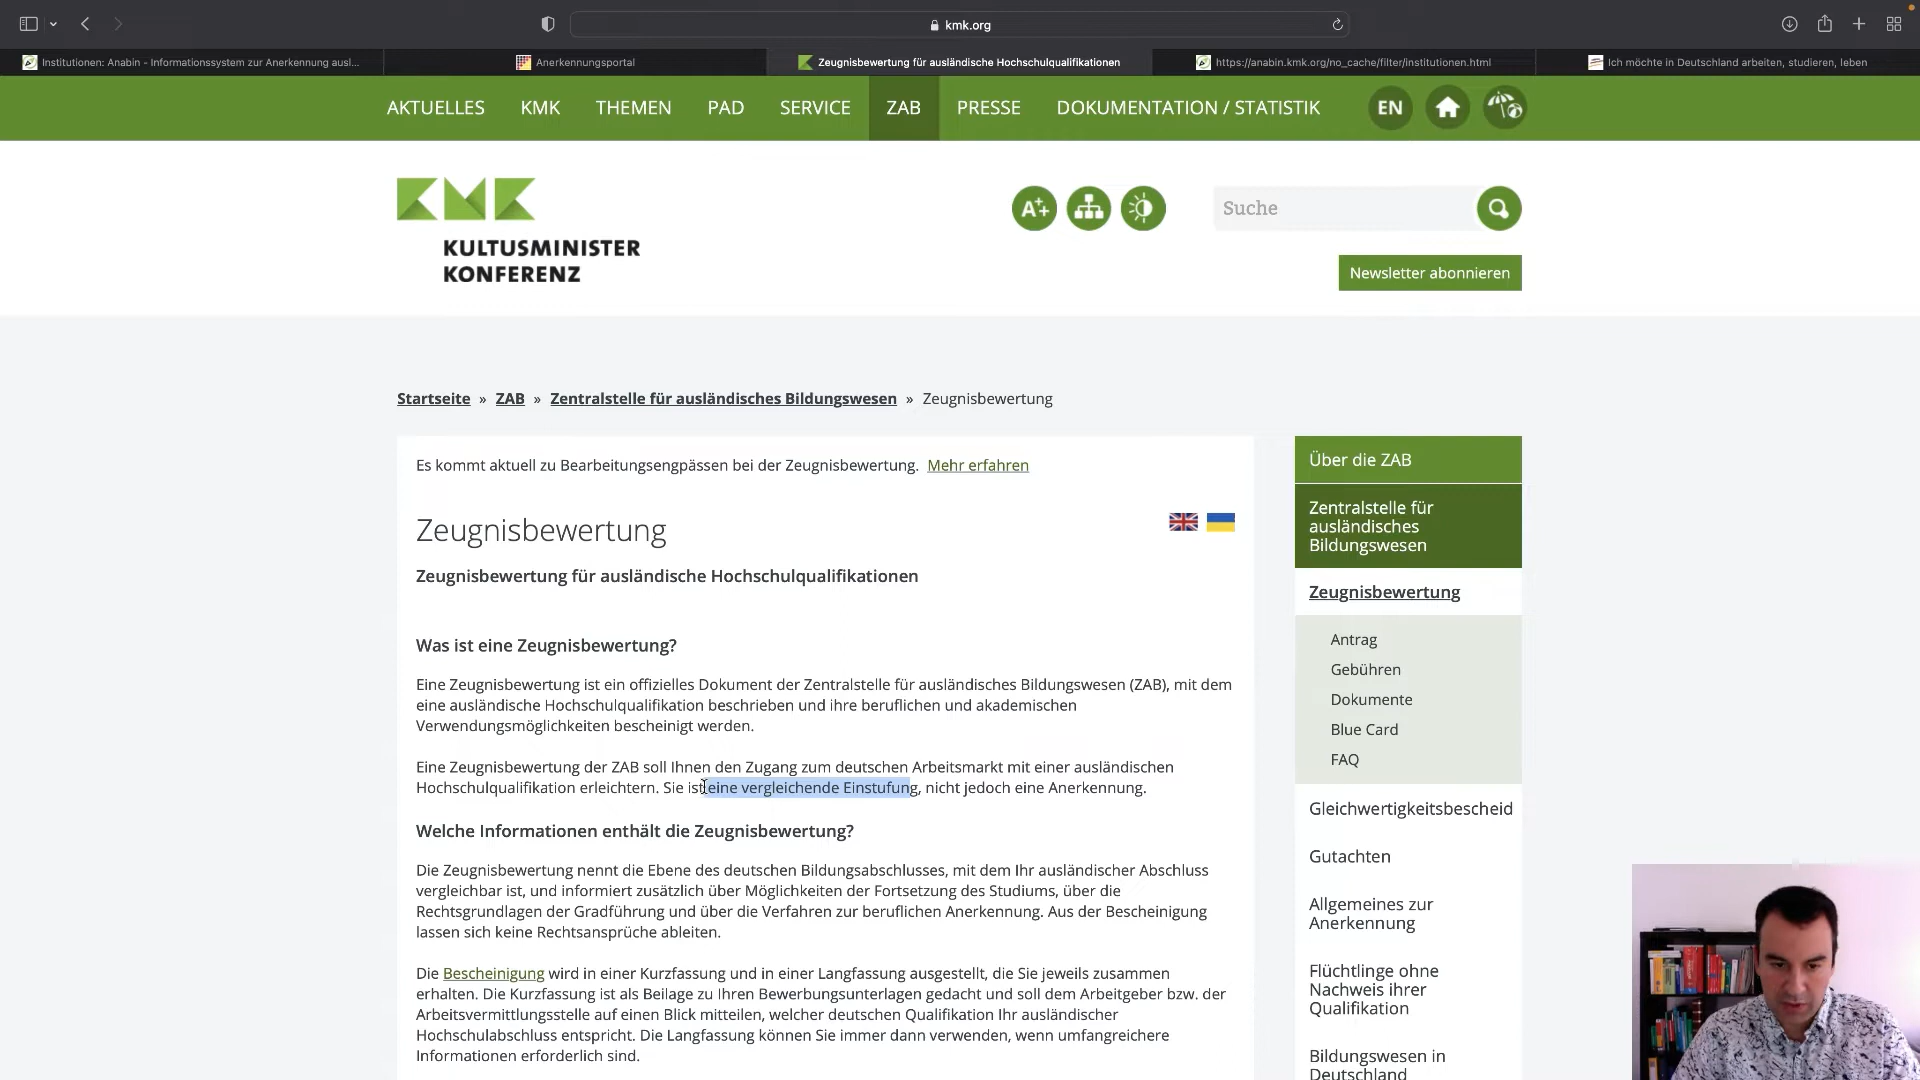 kmk.org
Institutionen: Anabin - Informationssystem zur Anerkennung ausl...
Anerkennungsportal
Zeugnisbewertung für ausländische Hochschulqualifikationen
https://anabin.kmk.org/no_cache/filter/institutionen.html
Ich möchte in Deutschland arbeiten, studieren, leben
AKTUELLES KMK THEMEN PAD SERVICE ZAB PRESSE DOKUMENTATION / STATISTIK EN
KMK
KULTUSMINISTER
KONFERENZ
A++
Suche
Newsletter abonnieren
Startseite » ZAB » Zentralstelle für ausländisches Bildungswesen » Zeugnisbewertung
Es kommt aktuell zu Bearbeitungsengpässen bei der Zeugnisbewertung. Mehr erfahren
Zeugnisbewertung
Zeugnisbewertung für ausländische Hochschulqualifikationen
Was ist eine Zeugnisbewertung?
Eine Zeugnisbewertung ist ein offizielles Dokument der Zentralstelle für ausländisches Bildungswesen (ZAB), mit dem
eine ausländische Hochschulqualifikation beschrieben und ihre beruflichen und akademischen
Verwendungsmöglichkeiten bescheinigt werden.
Eine Zeugnisbewertung der ZAB soll Ihnen den Zugang zum deutschen Arbeitsmarkt mit einer ausländischen
Hochschulqualifikation erleichtern. Sie ist eine vergleichende Einstufung, nicht jedoch eine Anerkennung.
Welche Informationen enthält die Zeugnisbewertung?
Die Zeugnisbewertung nennt die Ebene des deutschen Bildungsabschlusses, mit dem Ihr ausländischer Abschluss
vergleichbar ist, und informiert zusätzlich über Möglichkeiten der Fortsetzung des Studiums, über die
Rechtsgrundlagen der Gradführung und über die Verfahren zur beruflichen Anerkennung. Aus der Bescheinigung
lassen sich keine Rechtsansprüche ableiten.
Die Bescheinigung wird in einer Kurzfassung und in einer Langfassung ausgestellt, die Sie jeweils zusammen
erhalten. Die Kurzfassung ist als Beilage zu Ihren Bewerbungsunterlagen gedacht und soll dem Arbeitgeber bzw. der
Arbeitsvermittlungsstelle auf einen Blick mitteilen, welcher deutschen Qualifikation Ihr ausländischer
Hochschulabschluss entspricht. Die Langfassung können Sie immer dann verwenden, wenn umfangreichere
Informationen erforderlich sind.
Über die ZAB
Zentralstelle für
ausländisches
Bildungswesen
Zeugnisbewertung
Antrag
Gebühren
Dokumente
Blue Card
FAQ
Gleichwertigkeitsbescheid
Gutachten
Allgemeines zur
Anerkennung
Flüchtlinge ohne
Nachweis ihrer
Qualifikation
Bildungswesen in
Deutschland